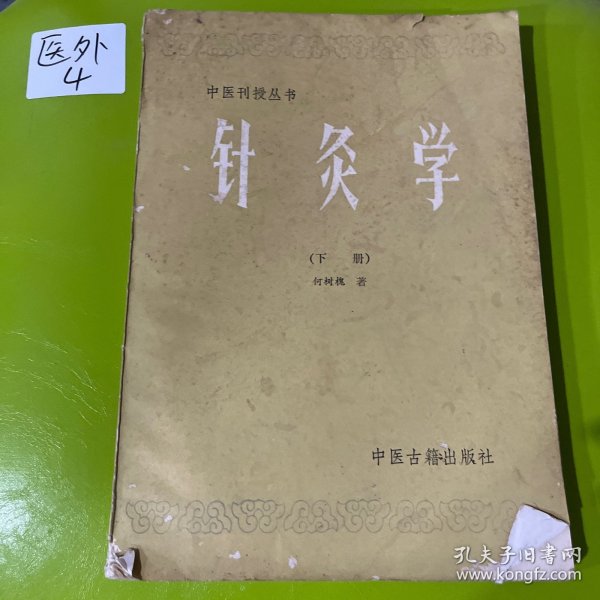 医外
4
中医刊授丛书
针灸学
(下 册)
何树槐 著
中医古籍出版社
孔夫子旧书网
www.kongfz.com